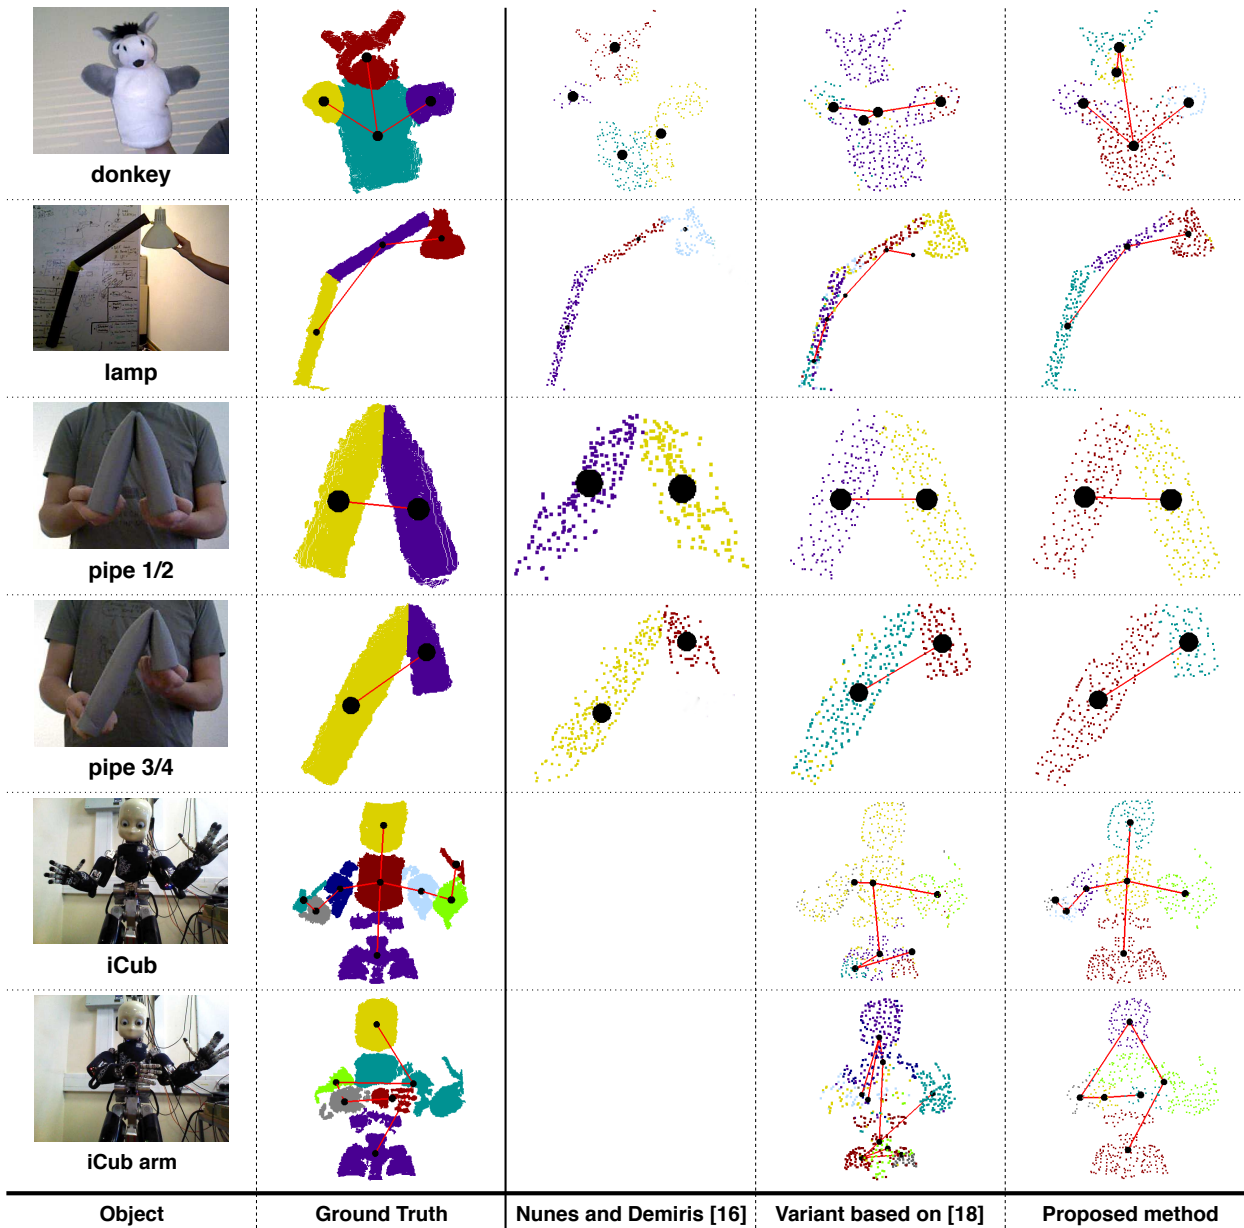 donkey
lamp
pipe 1/2
pipe 3/4
iCub
iCub arm
Object Ground Truth Nunes and Demiris [16] Variant based on [18] Proposed method